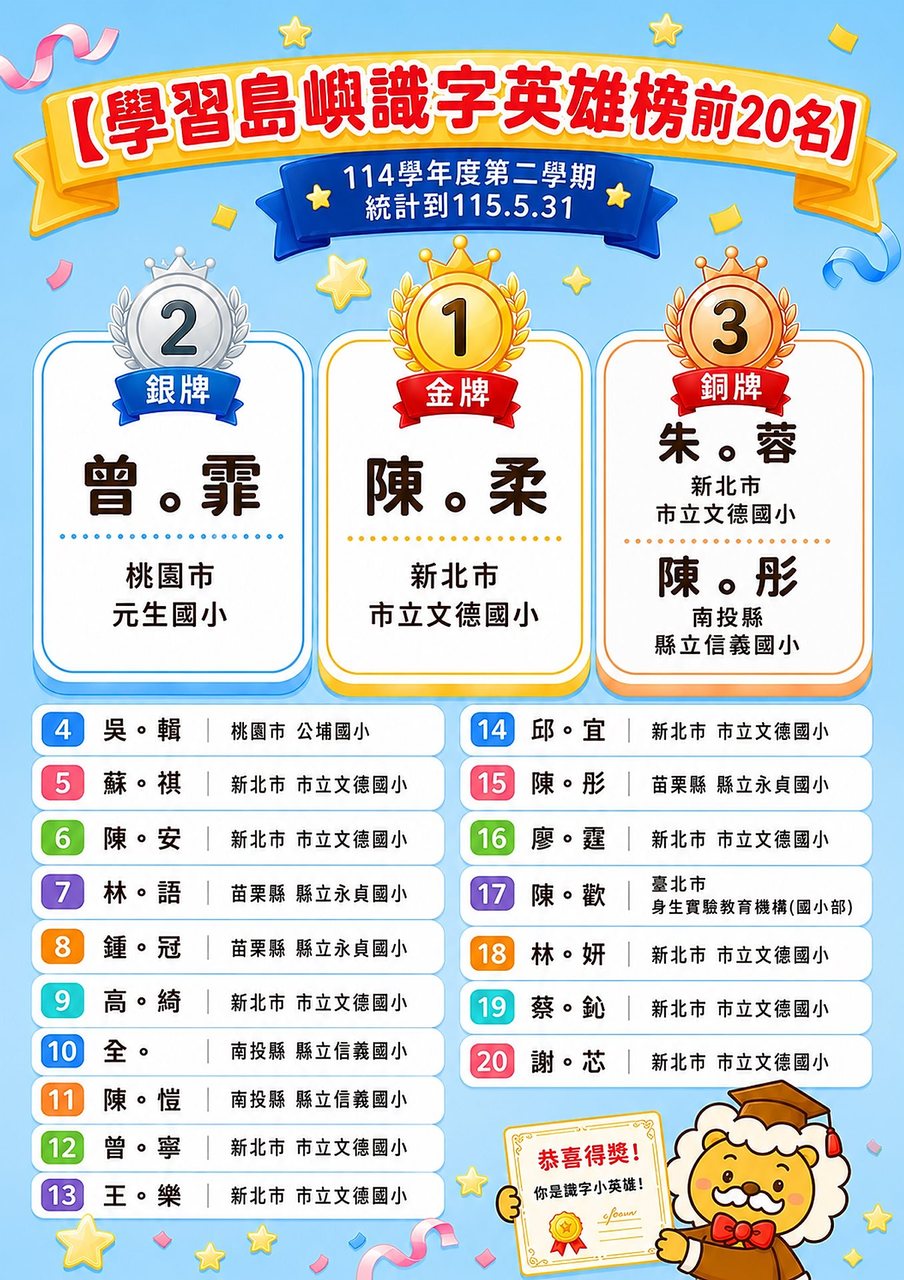 【學習島嶼識字英雄榜前20名】
114學年度第二學期
統計到115.5.31
2
銀牌
曾。霏
桃園市
元生國小
1
金牌
陳。柔
新北市
市立文德國小
3
銅牌
朱。蓉
新北市
市立文德國小
陳。彤
南投縣
縣立信義國小
4 吳。輯 桃園市 公埔國小
5 蘇。祺 新北市 市立文德國小
6 陳。安 新北市 市立文德國小
7 林。語 苗栗縣 縣立永貞國小
8 鍾。冠 苗栗縣 縣立永貞國小
9 高。綺 新北市 市立文德國小
10 全。 南投縣 縣立信義國小
11 陳。愷 南投縣 縣立信義國小
12 曾。寧 新北市 市立文德國小
13 王。樂 新北市 市立文德國小
14 邱。宜 新北市 市立文德國小
15 陳。彤 苗栗縣 縣立永貞國小
16 廖。霆 新北市 市立文德國小
17 陳。歡 臺北市
身生實驗教育機構(國小部)
18 林。妍 新北市 市立文德國小
19 蔡。鈊 新北市 市立文德國小
20 謝。芯 新北市 市立文德國小
恭喜得獎!
你是識字小英雄!